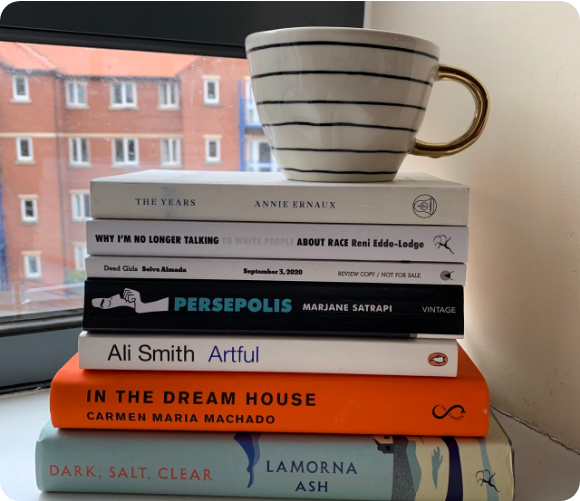 THE YEARS ANNIE ERNAUX
WHY I'M NO LONGER TALKING TO WHITE PEOPLE ABOUT RACE Reni Eddo-Lodge
Dead Girls Selva Almada September 3, 2020 REVIEW COPY / NOT FOR SALE
PERSEPOLIS MARJANE SATRAPI VINTAGE
Ali Smith Artful
IN THE DREAM HOUSE
CARMEN MARIA MACHADO
DARK, SALT, CLEAR LAMORNA
ASH